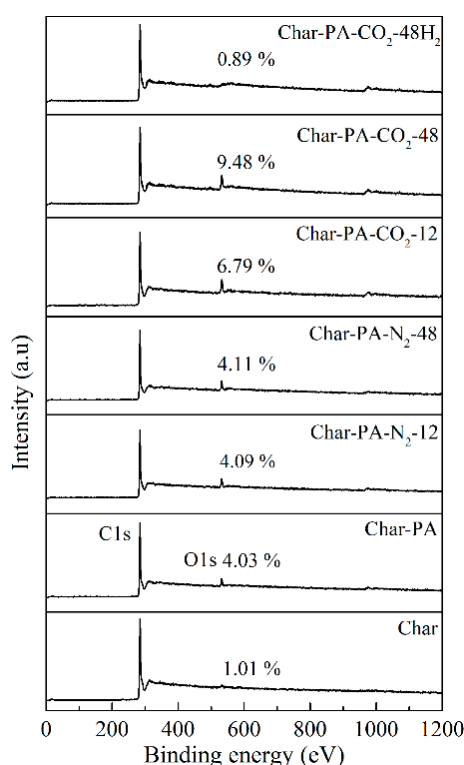 Char-PA-CO₂-48H₂
0.89 %
Char-PA-CO₂-48
9.48 %
Char-PA-CO₂-12
6.79 %
Char-PA-N₂-48
4.11 %
Char-PA-N₂-12
4.09 %
Char-PA
C1s
O1s 4.03 %
Char
1.01 %
Intensity (a.u)
0 200 400 600 800 1000 1200
Binding energy (eV)